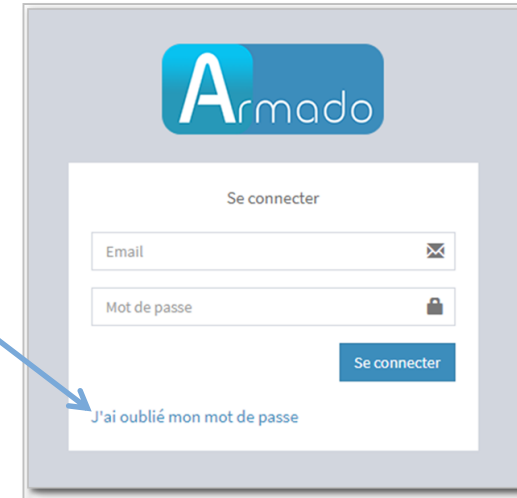 Armado
Se connecter
Email
Mot de passe
Se connecter
J'ai oublié mon mot de passe